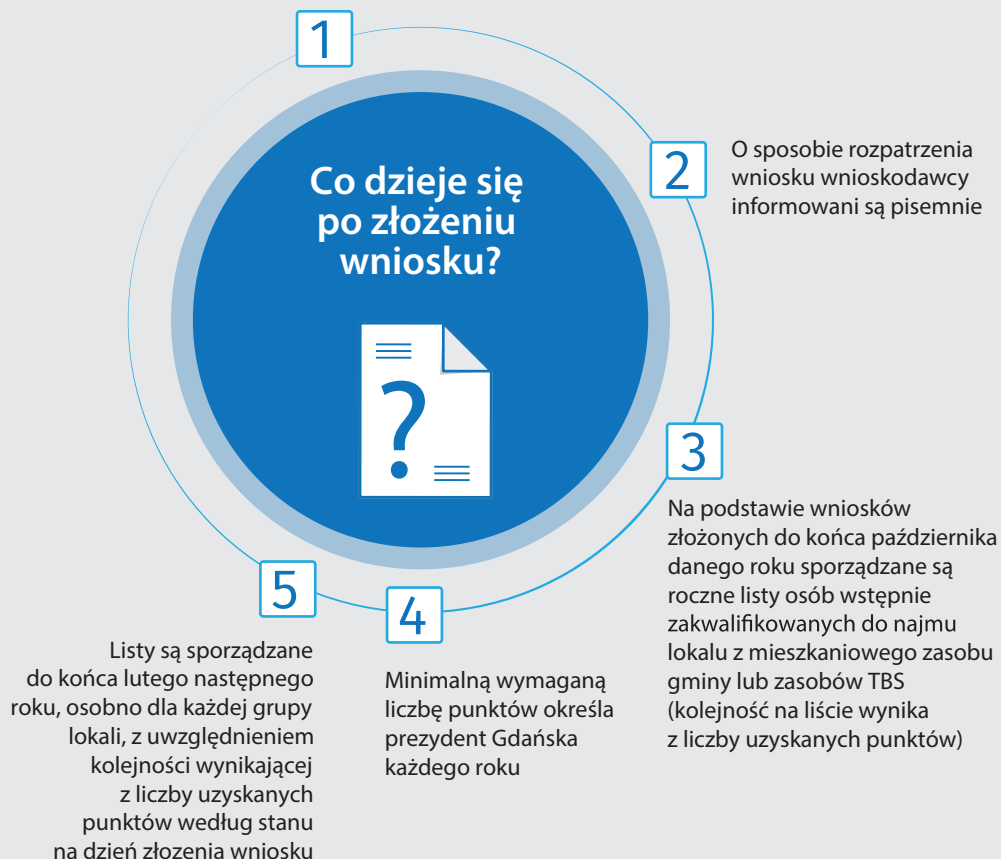 Co dzieje się
po złożeniu
wniosku?
?
1
2
O sposobie rozpatrzenia
wniosku wnioskodawcy
informowani są pisemnie
3
Na podstawie wniosków
złożonych do końca października
danego roku sporządzane są
roczne listy osób wstępnie
zakwalifikowanych do najmu
lokalu z mieszkaniowego zasobu
gminy lub zasobów TBS
(kolejność na liście wynika
z liczby uzyskanych punktów)
4
Minimalną wymaganą
liczbę punktów określa
prezydent Gdańska
każdego roku
5
Listy są sporządzane
do końca lutego następnego
roku, osobno dla każdej grupy
lokali, z uwzględnieniem
kolejności wynikającej
z liczby uzyskanych
punktów według stanu
na dzień złozenia wniosku